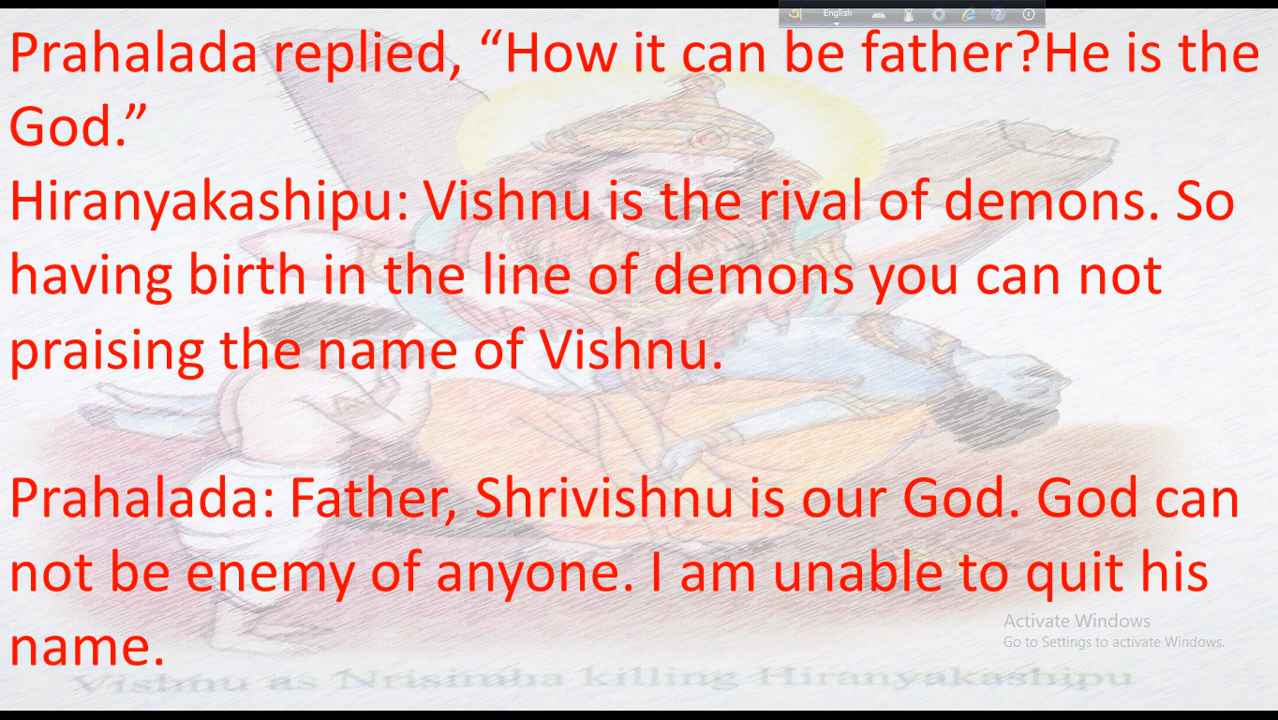 English
Prahalada replied, “How it can be father?He is the
God.”
Hiranyakashipu: Vishnu is the rival of demons. So
having birth in the line of demons you can not
praising the name of Vishnu.
Prahalada: Father, Shrivishnu is our God. God can
not be enemy of anyone. I am unable to quit his
name.
Activate Windows
Go to Settings to activate Windows.
Vishnu as Nrisimba killing Hiranyakashipu